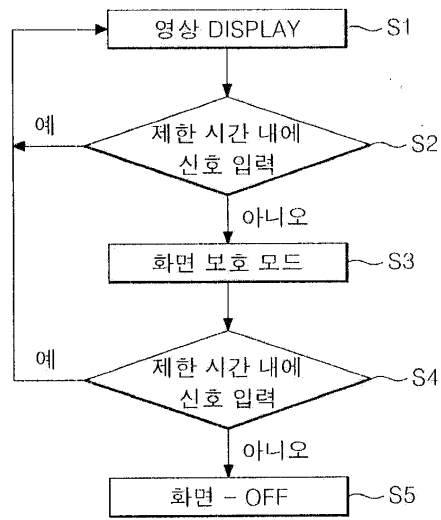 영상 DISPLAY
S1
예
제한 시간 내에
신호 입력
S2
아니오
화면 보호 모드
S3
예
제한 시간 내에
신호 입력
S4
아니오
화면 - OFF
S5